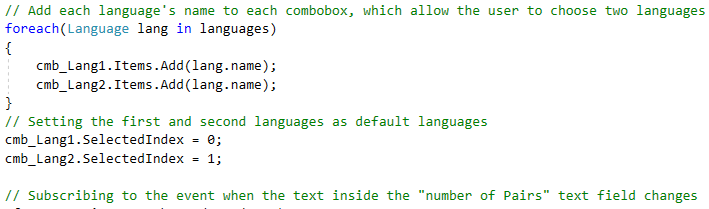 // Add each language's name to each combobox, which allow the user to choose two languages
foreach(Language lang in languages)
{
    cmb_Lang1.Items.Add(lang.name);
    cmb_Lang2.Items.Add(lang.name);
}
// Setting the first and second languages as default languages
cmb_Lang1.SelectedIndex = 0;
cmb_Lang2.SelectedIndex = 1;

// Subscribing to the event when the text inside the "number of Pairs" text field changes